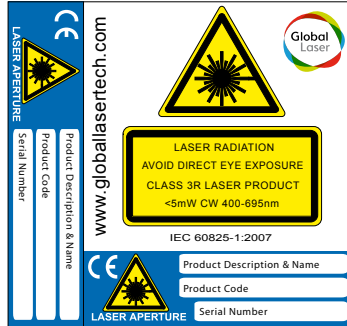 LASER APERTURE
Product Description & Name
Product Code
Serial Number
www.globallasertech.com
Global
Laser
LASER RADIATION
AVOID DIRECT EYE EXPOSURE
CLASS 3R LASER PRODUCT
<5mW CW 400-695nm
IEC 60825-1:2007
CE
LASER APERTURE
Product Description & Name
Product Code
Serial Number
CE